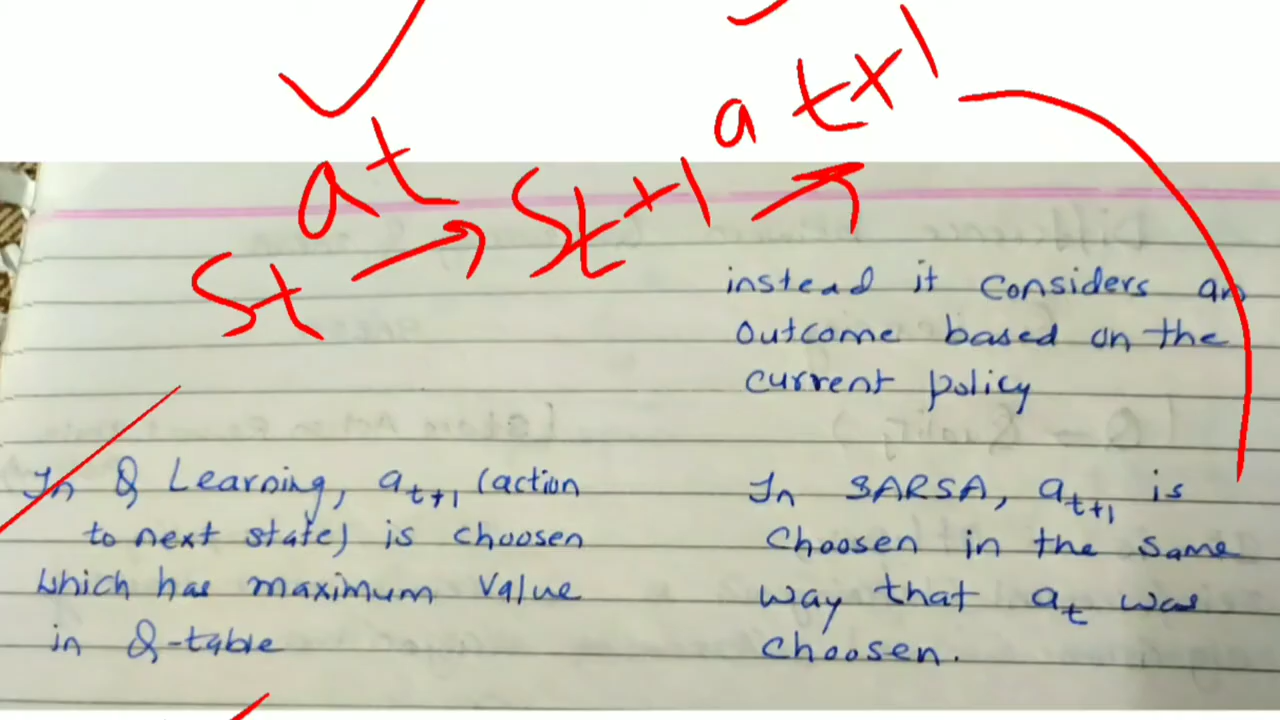 at
a t+1
St
St+1
instead it considers an
outcome based on the
current policy
In Q Learning, at+1 (action
to next state) is choosen
which has maximum value
in Q-table
In SARSA, at+1 is
choosen in the same
way that at was
choosen.